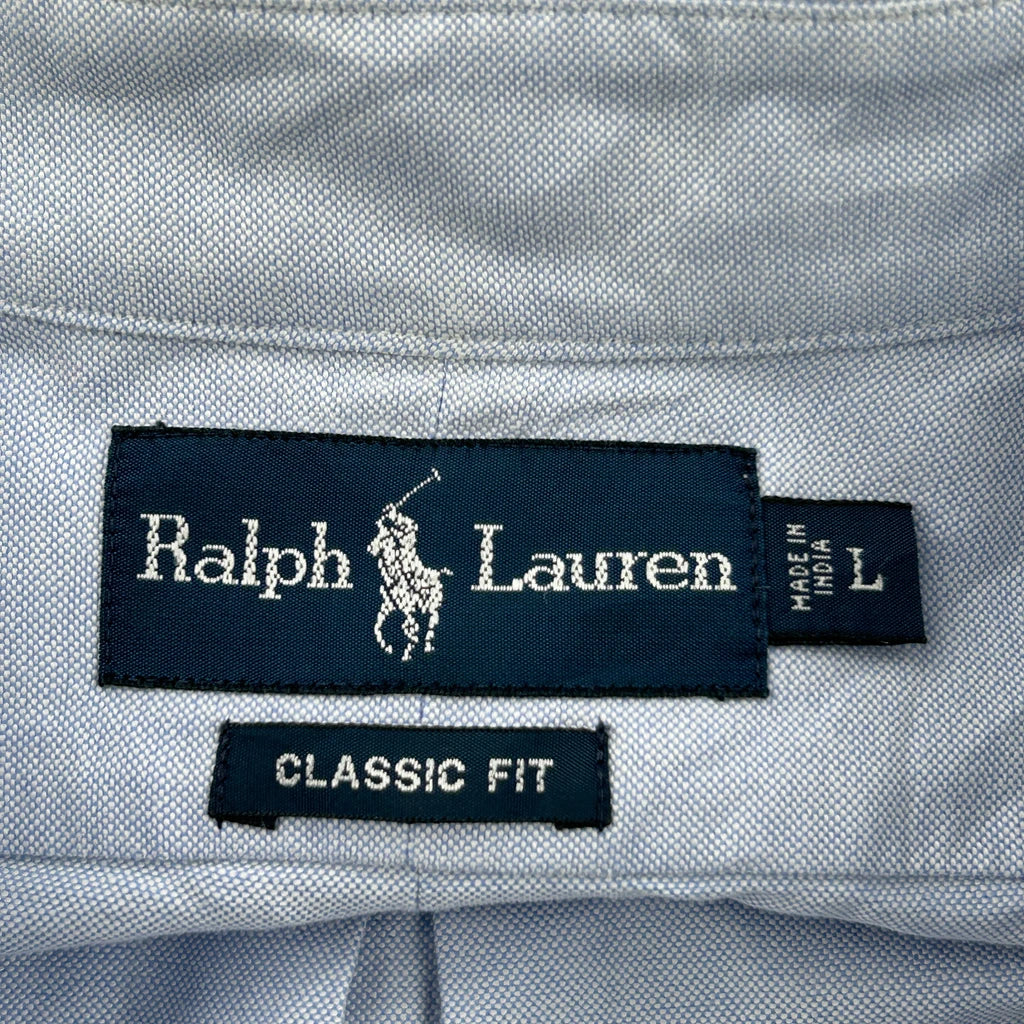 Ralph Lauren
MADE IN
INDIA
L
CLASSIC FIT